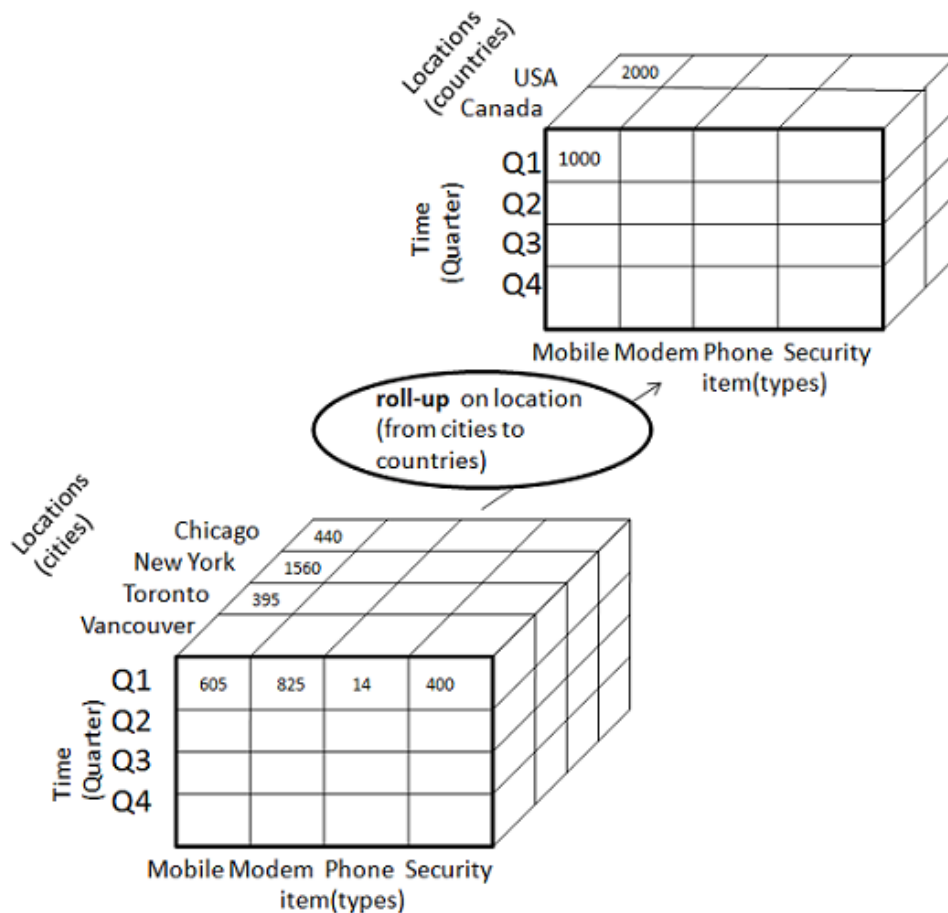 Locations
(countries)
USA
2000
Canada
Q1
1000
Q2
Q3
Q4
Time
(Quarter)
Mobile Modem Phone Security
item(types)
roll-up on location
(from cities to
countries)
Locations
(cities)
Chicago
440
New York
1560
Toronto
395
Vancouver
Q1
605 825 14 400
Q2
Q3
Q4
Time
(Quarter)
Mobile Modem Phone Security
item(types)